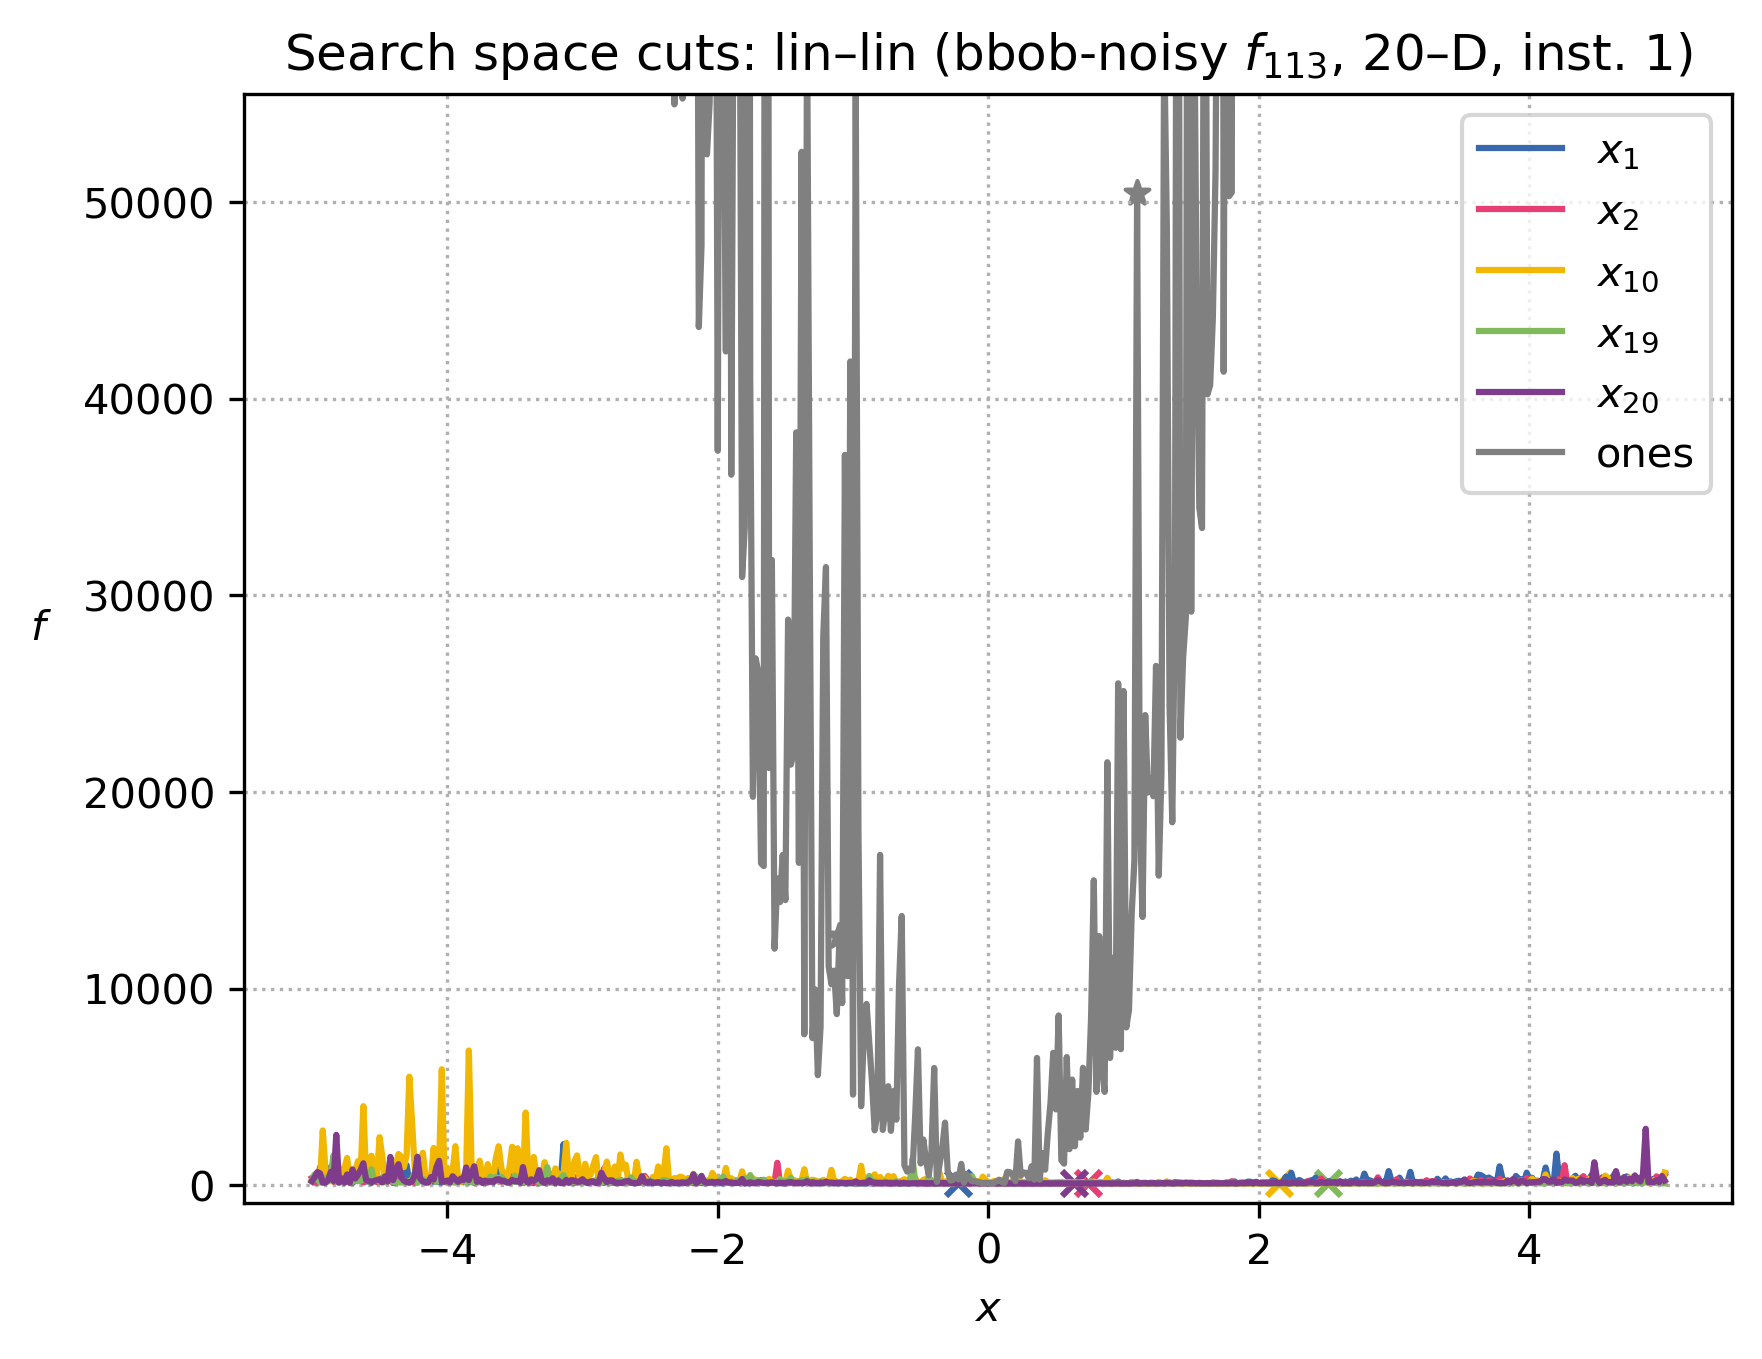 Search space cuts: lin–lin (bbob-noisy f₁₁₃, 20–D, inst. 1)
x₁
x₂
x₁₀
x₁₉
x₂₀
ones
50000
40000
30000
20000
10000
0
f
−4
−2
0
2
4
x